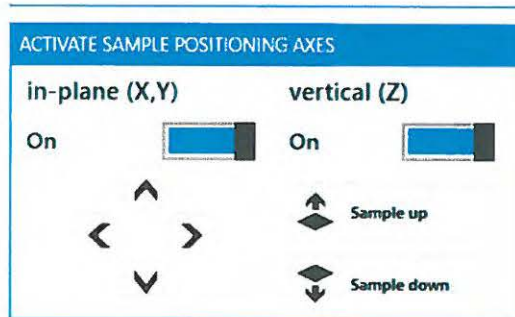 ACTIVATE SAMPLE POSITIONING AXES
in-plane (X,Y)
vertical (Z)
On
On
Sample up
Sample down